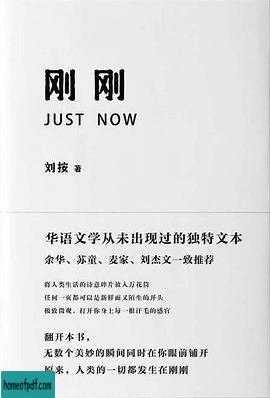 刚刚
JUST NOW
刘按 著
华语文学从未出现过的独特文本
余华、苏童、麦家、刘杰文一致推荐
将人类生活的诗意碎片放入万花筒
任何一页都可以是新鲜而又陌生的开头
极致微观，打开你身上每一根汗毛的感官
翻开本书，
无数个美妙的瞬间同时在你眼前铺开
原来，人类的一切都发生在刚刚
homeofpdf.com